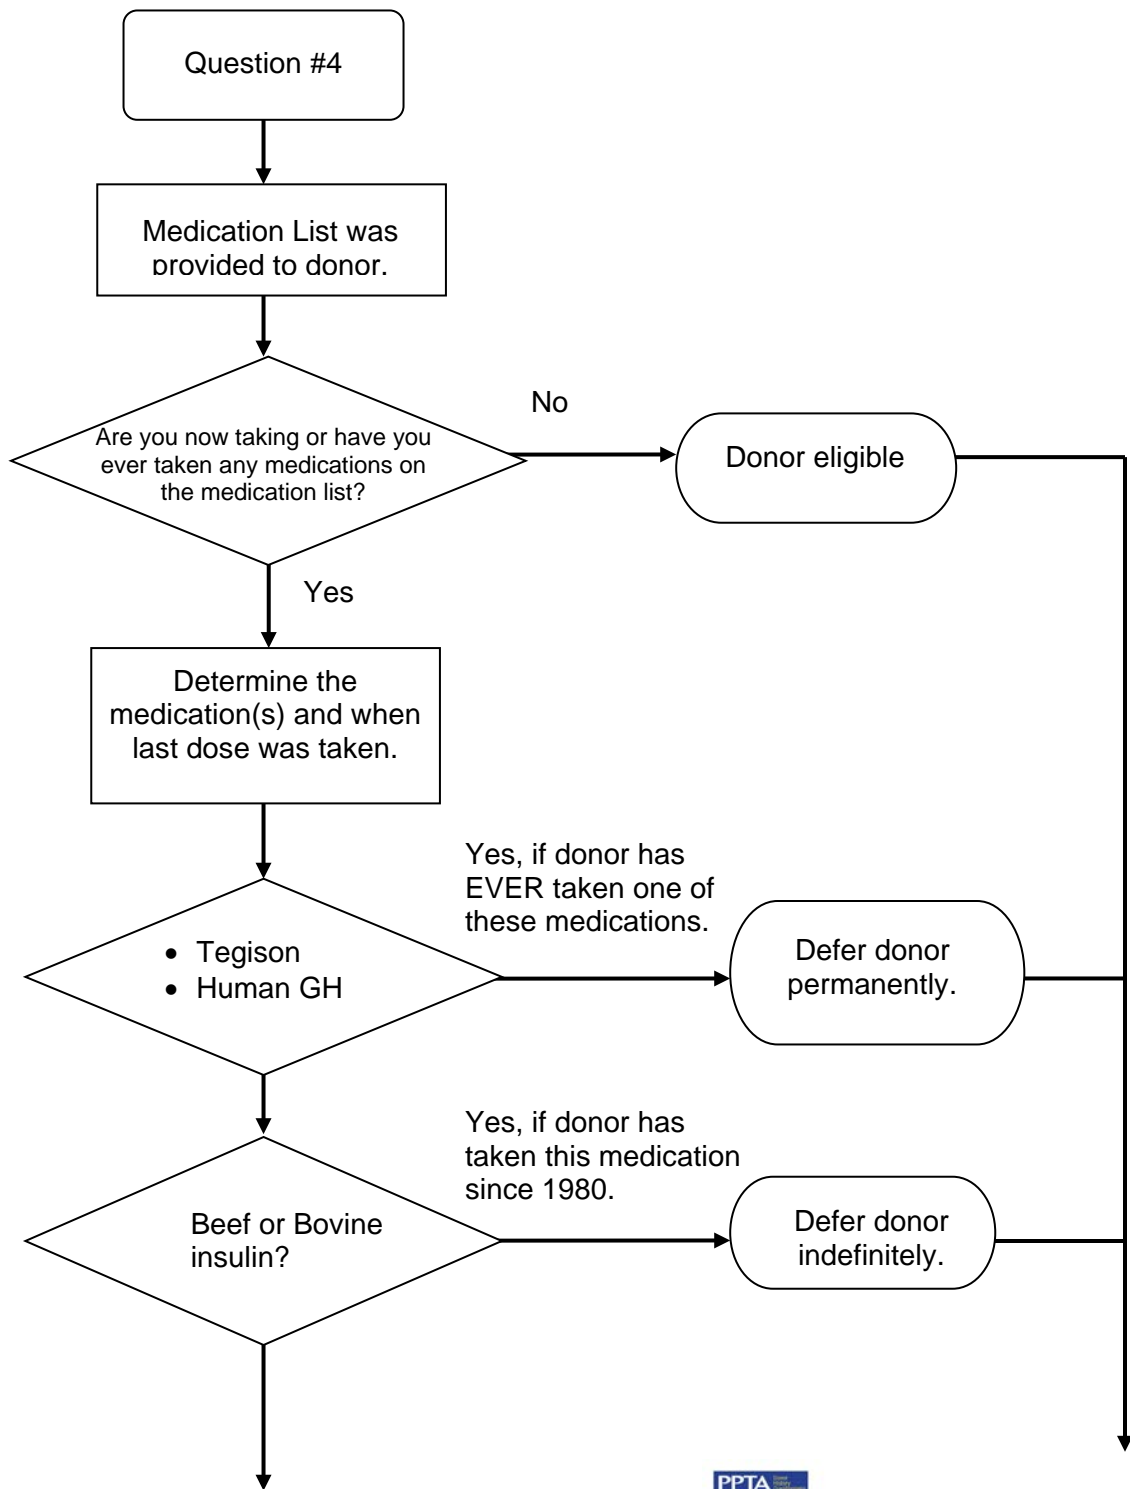 Question #4
Medication List was
provided to donor.
No
Are you now taking or have you
ever taken any medications on
the medication list?
Donor eligible
Yes
Determine the
medication(s) and when
last dose was taken.
Yes, if donor has
EVER taken one of
these medications.
• Tegison
• Human GH
Defer donor
permanently.
Yes, if donor has
taken this medication
since 1980.
Beef or Bovine
insulin?
Defer donor
indefinitely.
PPTA